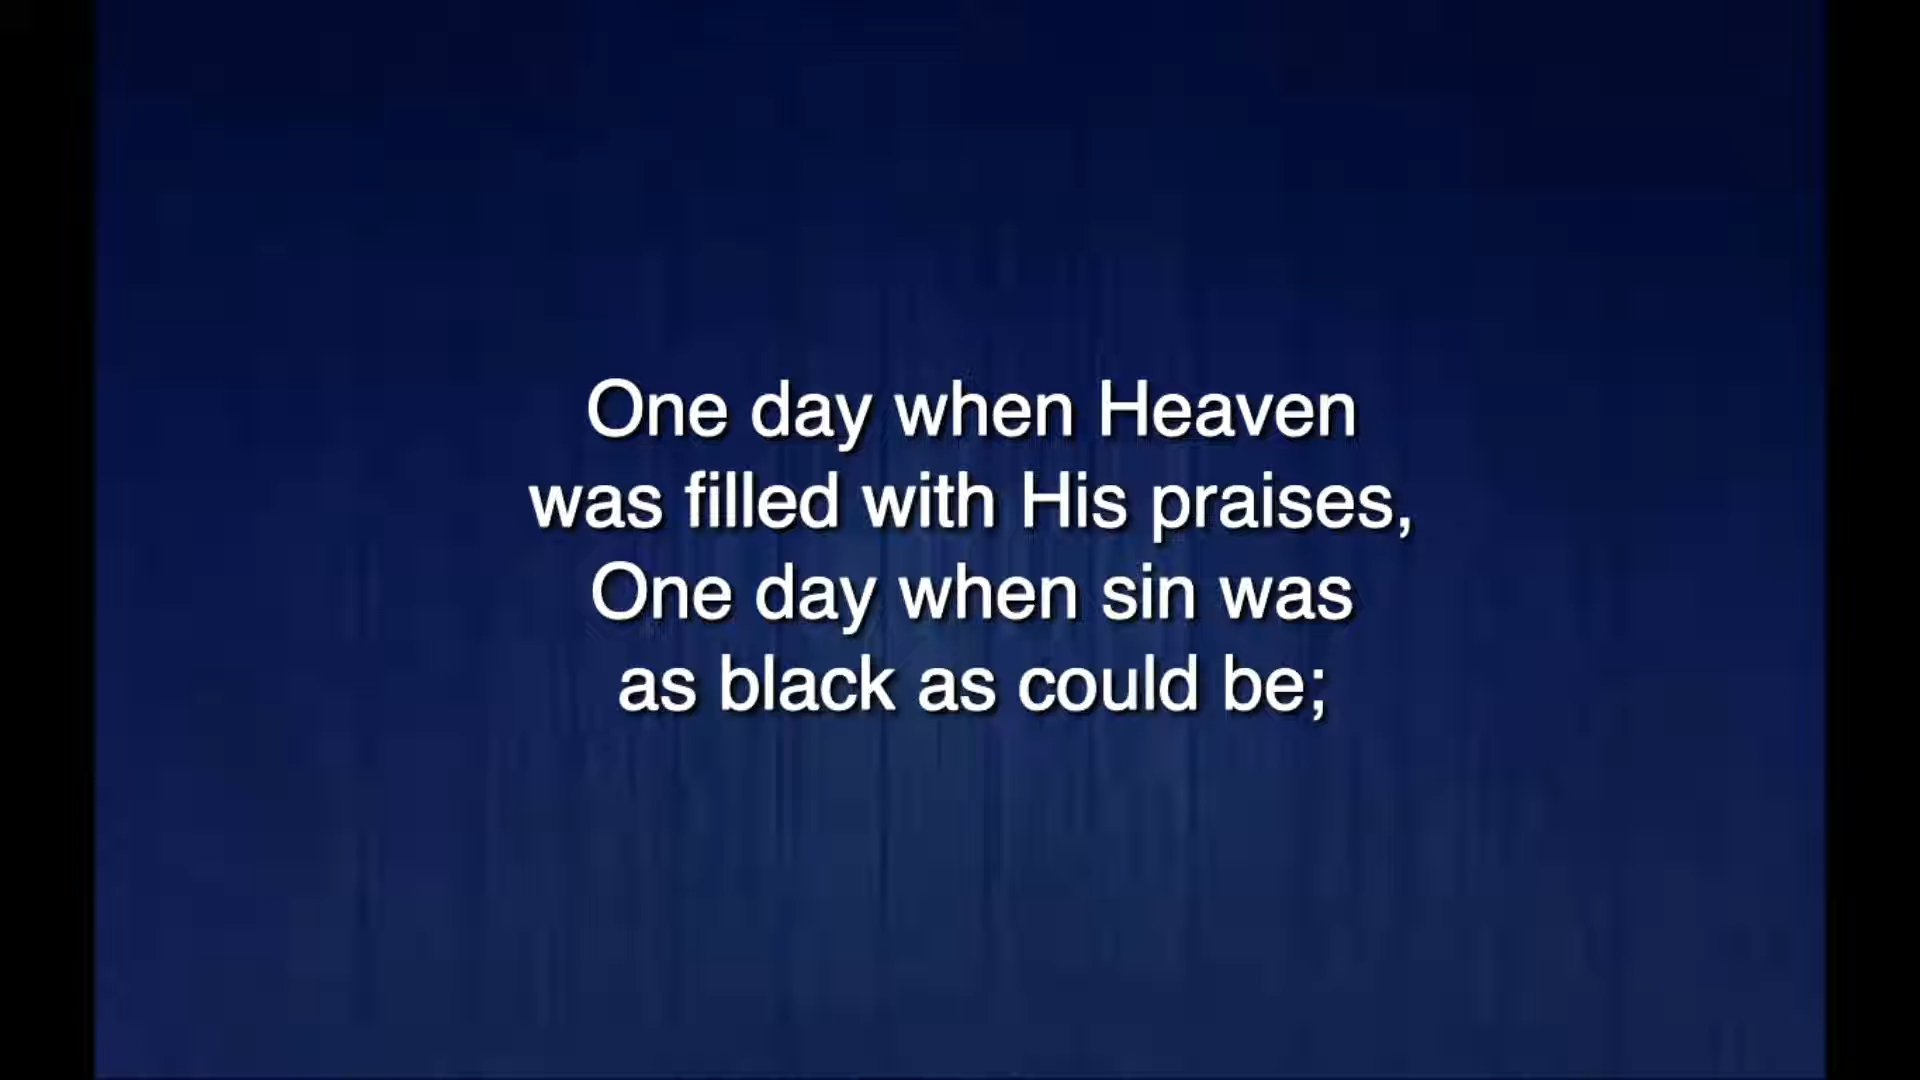 One day when Heaven
was filled with His praises,
One day when sin was
as black as could be;